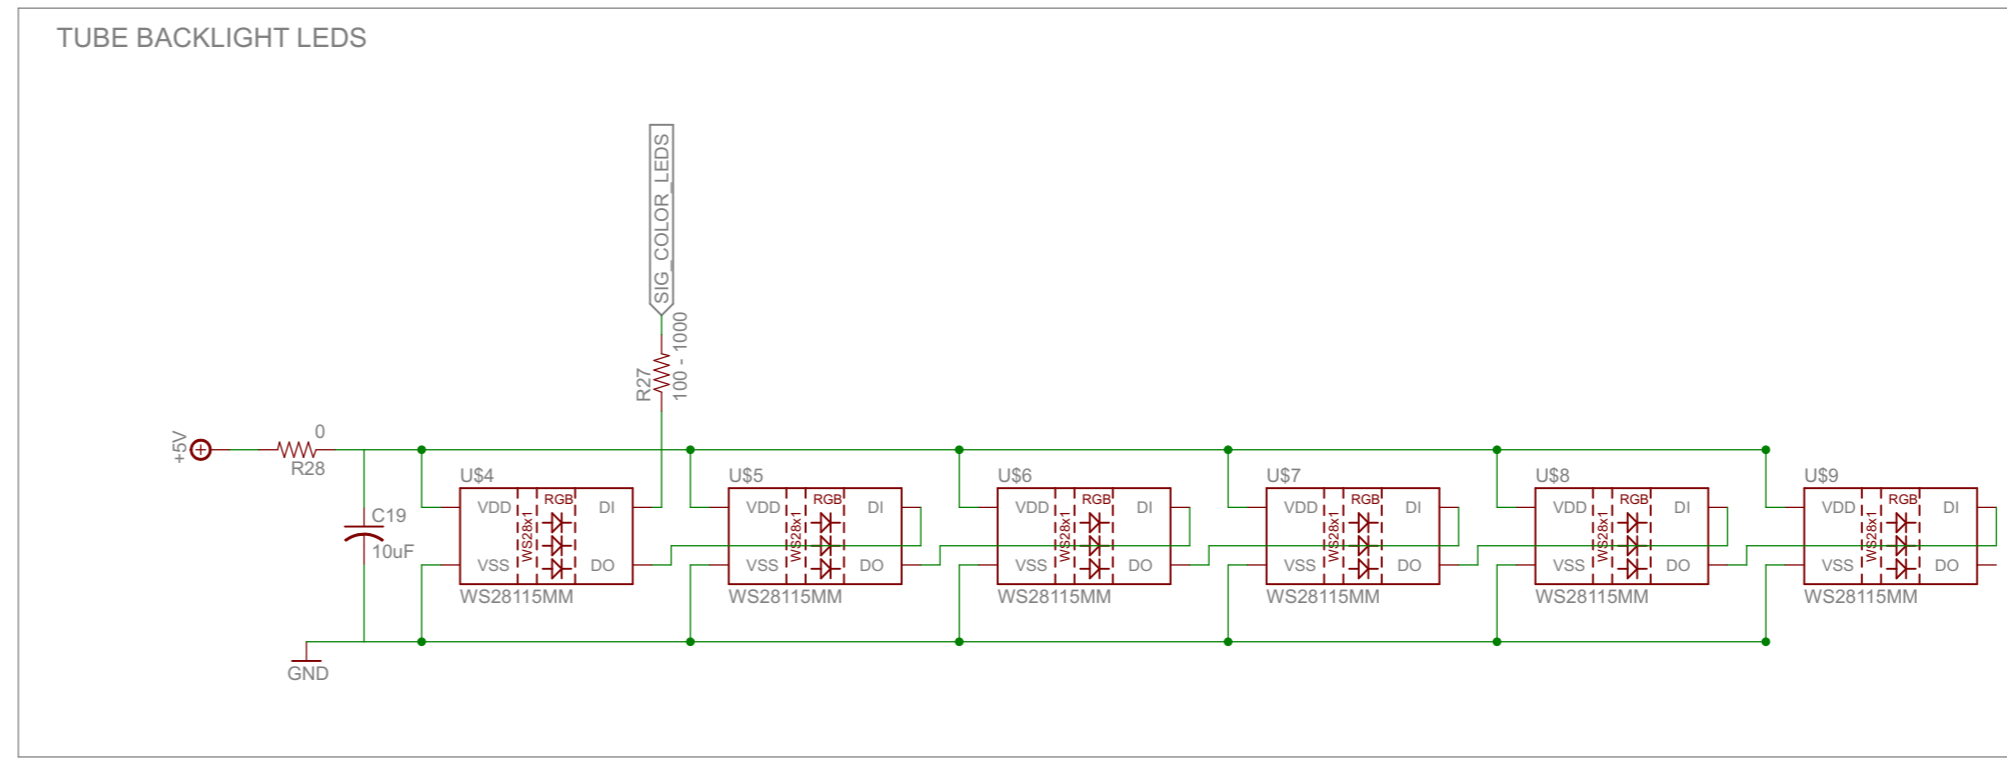 TUBE BACKLIGHT LEDS
SIG_COLOR_LEDS
R27
100 - 1000
+5V
0
R28
C19
10uF
GND
U$4
VDD
WS28x1
RGB
DI
VSS
DO
WS28115MM
U$5
VDD
WS28x1
RGB
DI
VSS
DO
WS28115MM
U$6
VDD
WS28x1
RGB
DI
VSS
DO
WS28115MM
U$7
VDD
WS28x1
RGB
DI
VSS
DO
WS28115MM
U$8
VDD
WS28x1
RGB
DI
VSS
DO
WS28115MM
U$9
VDD
WS28x1
RGB
DI
VSS
DO
WS28115MM